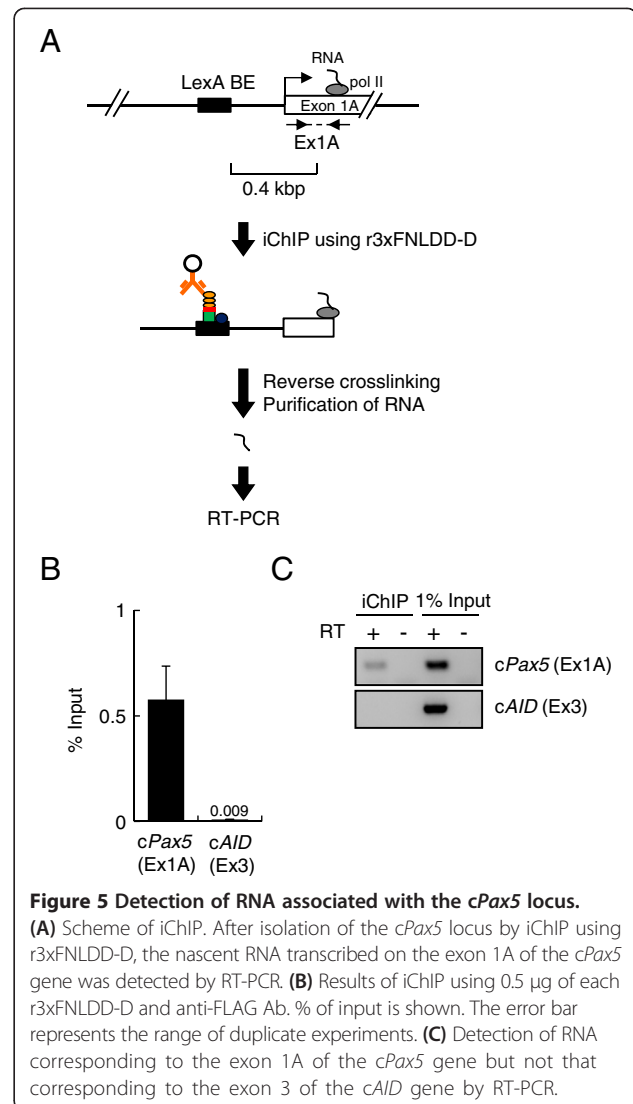 A
RNA
LexA BE
pol II
Exon 1A
Ex1A
0.4 kbp
iChIP using r3xFNLDD-D
Reverse crosslinking
Purification of RNA
RT-PCR
B
1
0.5
0
% Input
0.009
cPax5
(Ex1A)
cAID
(Ex3)
C
iChIP 1% Input
RT + - + -
cPax5 (Ex1A)
cAID (Ex3)
Figure 5 Detection of RNA associated with the cPax5 locus.
(A) Scheme of iChIP. After isolation of the cPax5 locus by iChIP using
r3xFNLDD-D, the nascent RNA transcribed on the exon 1A of the cPax5
gene was detected by RT-PCR. (B) Results of iChIP using 0.5 μg of each
r3xFNLDD-D and anti-FLAG Ab. % of input is shown. The error bar
represents the range of duplicate experiments. (C) Detection of RNA
corresponding to the exon 1A of the cPax5 gene but not that
corresponding to the exon 3 of the cAID gene by RT-PCR.